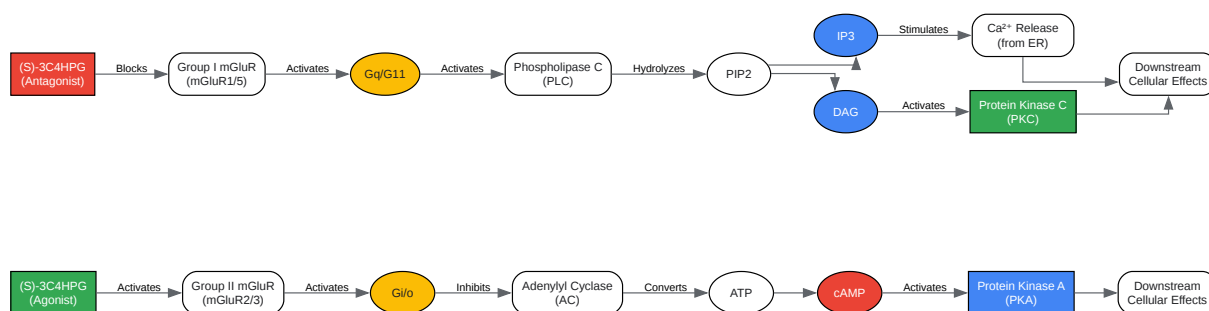 IP3
Stimulates
Ca²⁺ Release
(from ER)
(S)-3C4HPG
(Antagonist)
Blocks
Group I mGluR
(mGluR1/5)
Activates
Gq/G11
Activates
Phospholipase C
(PLC)
Hydrolyzes
PIP2
Downstream
Cellular Effects
DAG
Activates
Protein Kinase C
(PKC)
(S)-3C4HPG
(Agonist)
Activates
Group II mGluR
(mGluR2/3)
Activates
Gi/o
Inhibits
Adenylyl Cyclase
(AC)
Converts
ATP
cAMP
Activates
Protein Kinase A
(PKA)
Downstream
Cellular Effects